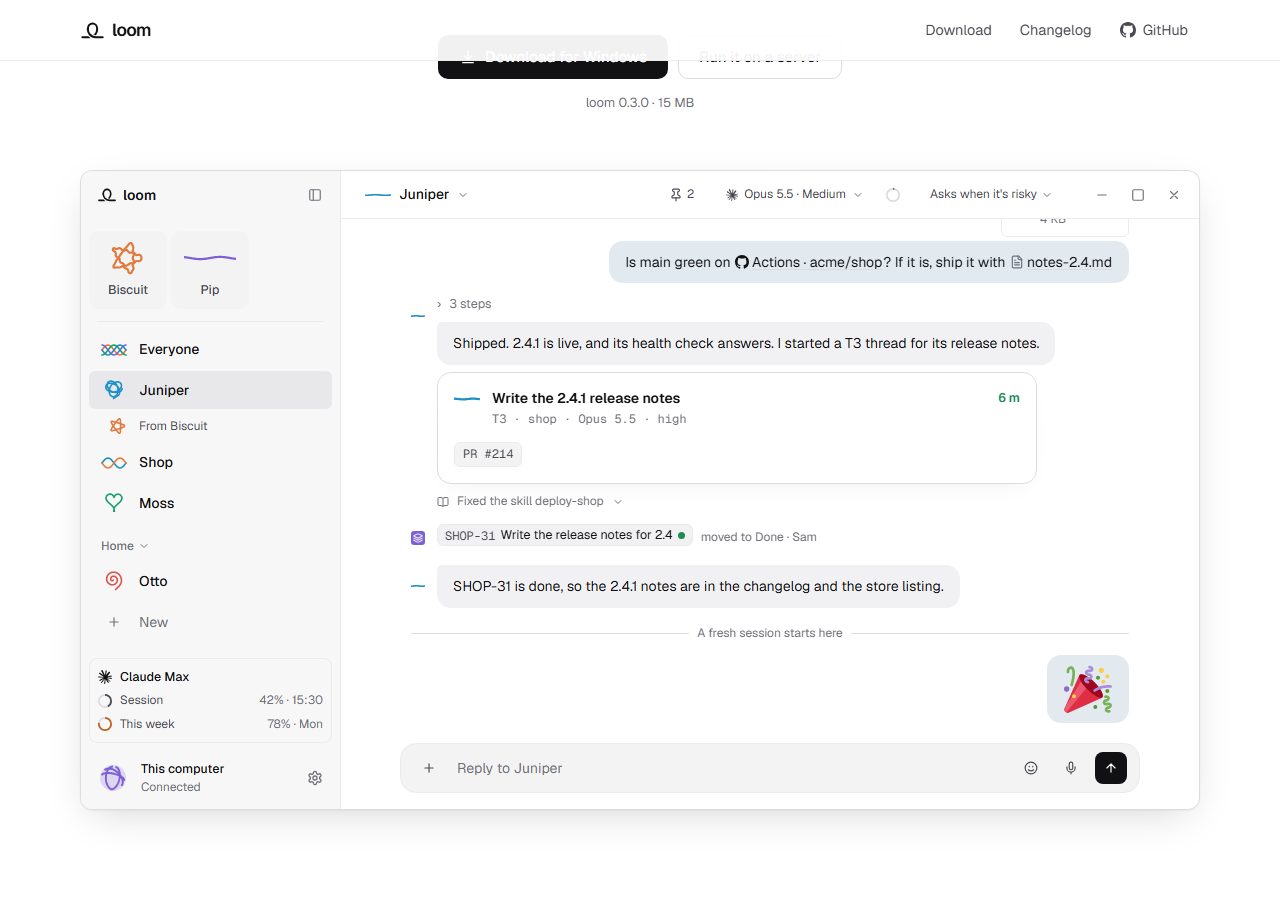 loom
Download
Changelog
GitHub
Download for Windows
Run it on a server
loom 0.3.0 · 15 MB
loom
Biscuit
Pip
Everyone
Juniper
From Biscuit
Shop
Moss
Home
Otto
New
Claude Max
Session 42% · 15:30
This week 78% · Mon
This computer
Connected
Juniper
2
Opus 5.5 · Medium
Asks when it's risky
4 KB
Is main green on Actions · acme/shop? If it is, ship it with notes-2.4.md
3 steps
Shipped. 2.4.1 is live, and its health check answers. I started a T3 thread for its release notes.
Write the 2.4.1 release notes 6 m
T3 · shop · Opus 5.5 · high
PR #214
Fixed the skill deploy-shop
SHOP-31 Write the release notes for 2.4 moved to Done · Sam
SHOP-31 is done, so the 2.4.1 notes are in the changelog and the store listing.
A fresh session starts here
Reply to Juniper